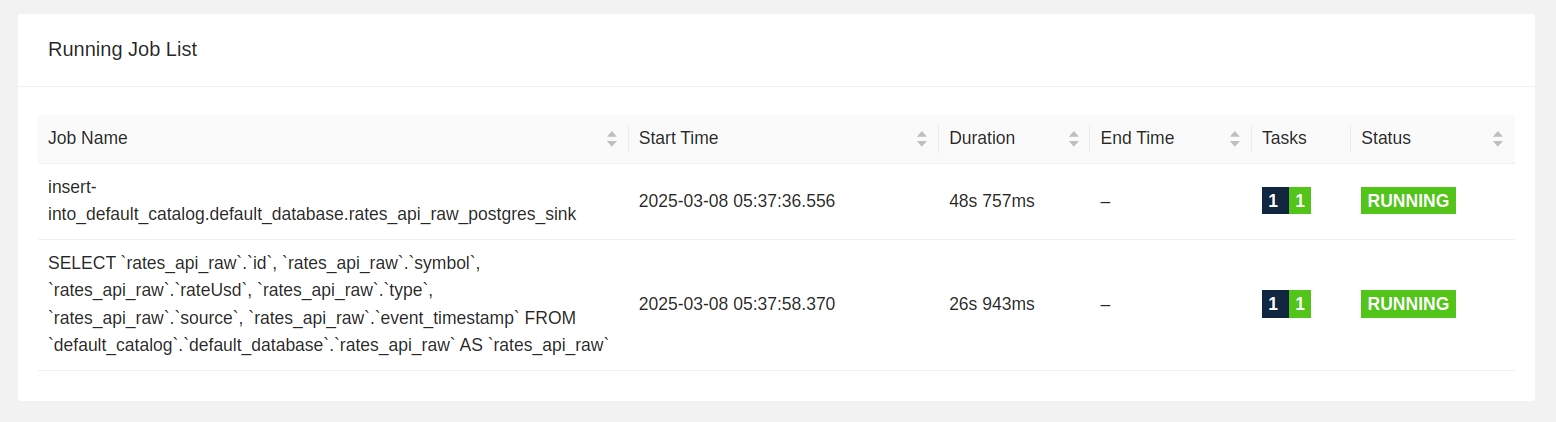 Running Job List
Job Name Start Time Duration End Time Tasks Status
insert-
into_default_catalog.default_database.rates_api_raw_postgres_sink
2025-03-08 05:37:36.556 48s 757ms – 1 1 RUNNING
SELECT `rates_api_raw`.`id`, `rates_api_raw`.`symbol`,
`rates_api_raw`.`rateUsd`, `rates_api_raw`.`type`,
`rates_api_raw`.`source`, `rates_api_raw`.`event_timestamp` FROM
`default_catalog`.`default_database`.`rates_api_raw` AS `rates_api_raw`
2025-03-08 05:37:58.370 26s 943ms – 1 1 RUNNING